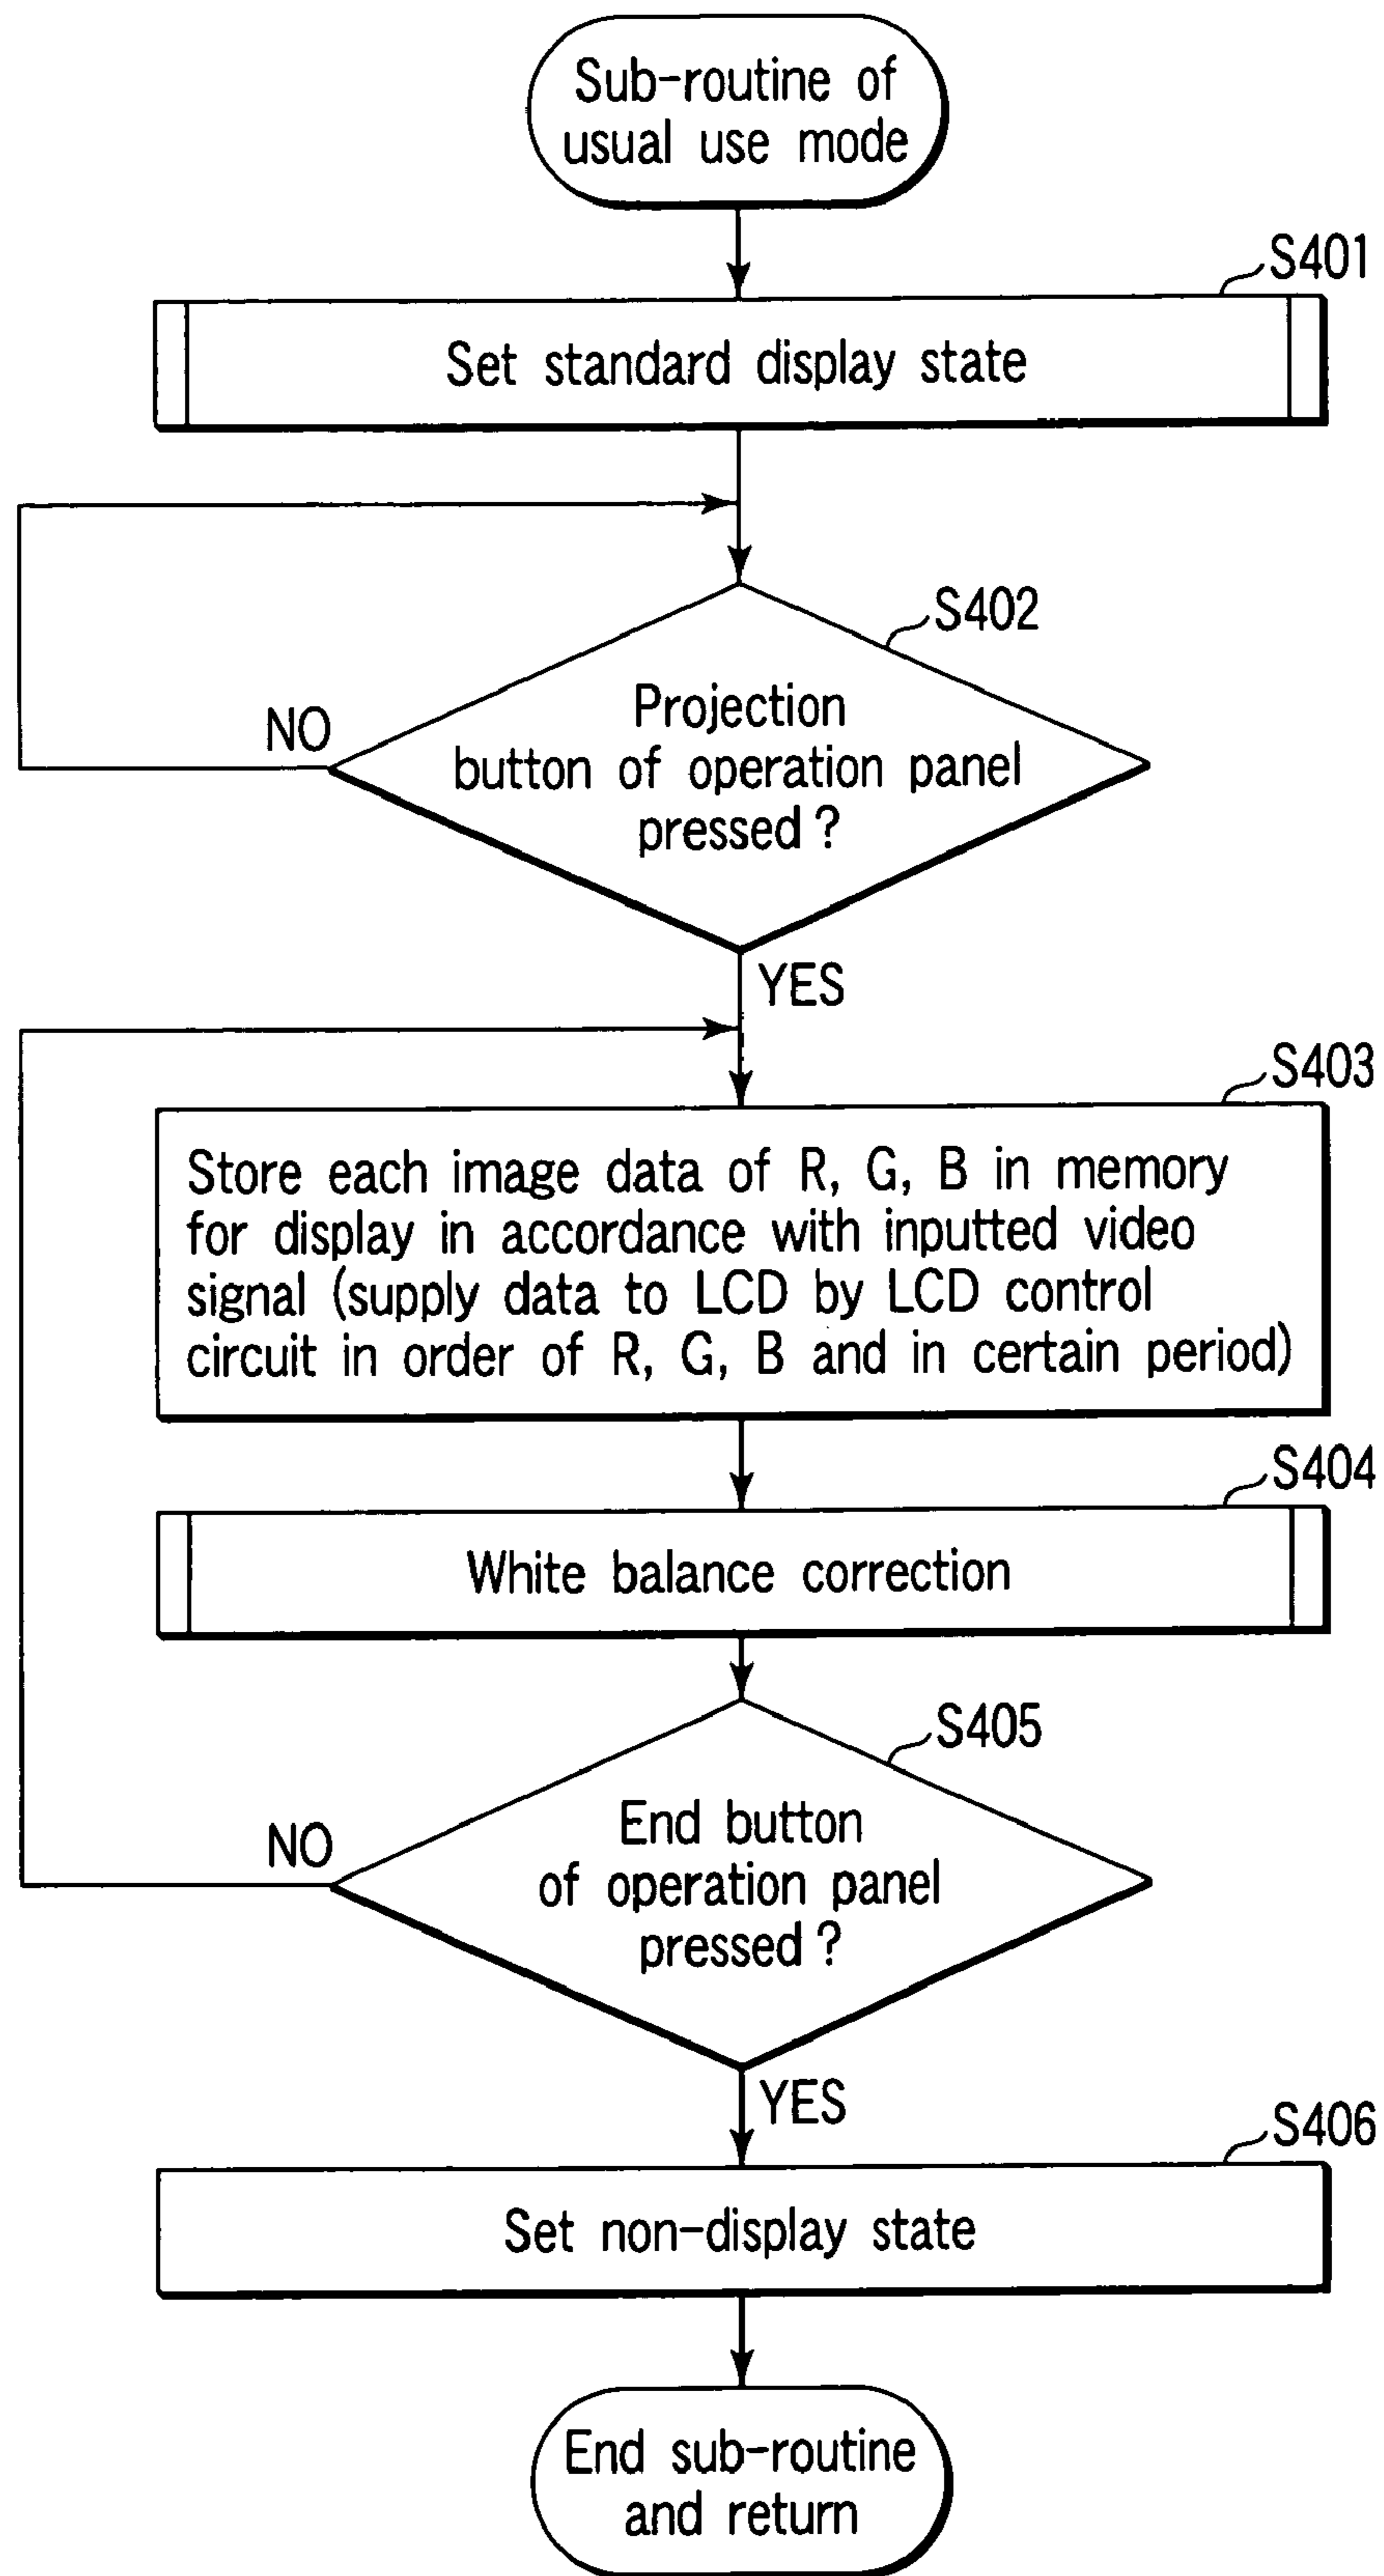 Sub-routine of
usual use mode
S401
Set standard display state
S402
Projection
button of operation panel
pressed ?
NO
YES
S403
Store each image data of R, G, B in memory
for display in accordance with inputted video
signal (supply data to LCD by LCD control
circuit in order of R, G, B and in certain period)
S404
White balance correction
S405
End button
of operation panel
pressed ?
NO
YES
S406
Set non-display state
End sub-routine
and return